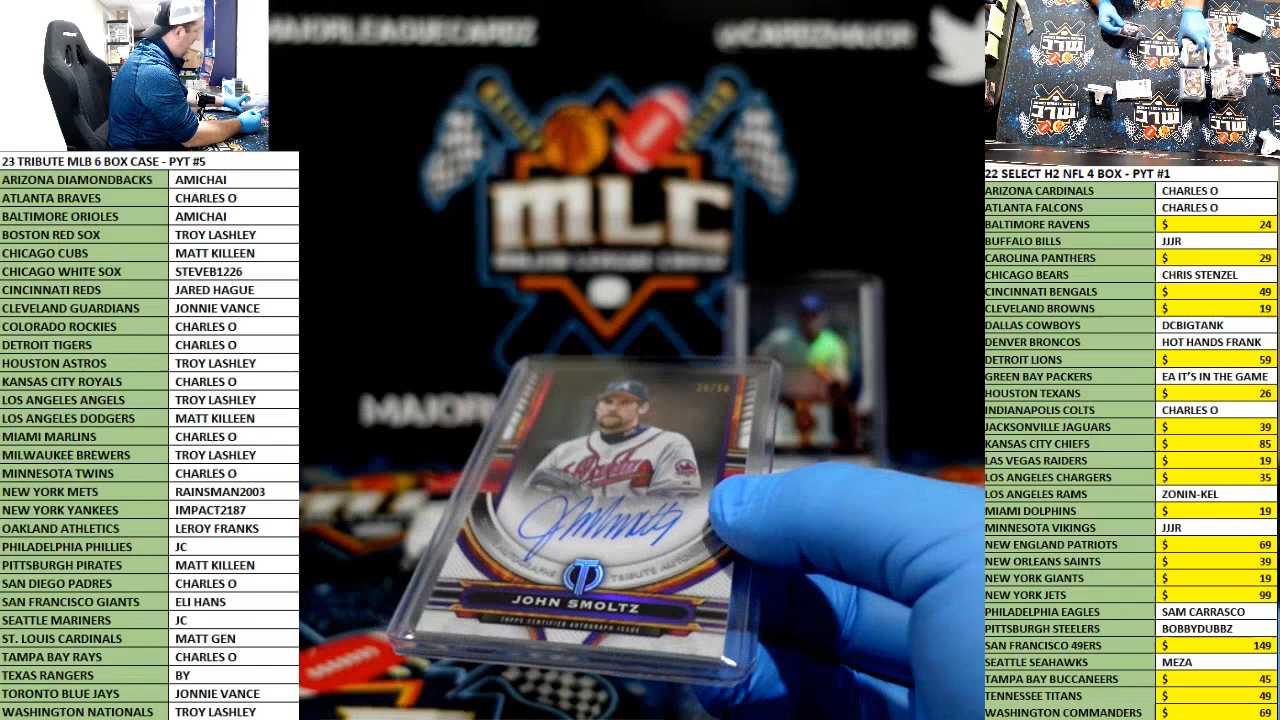 MAJORLEAGUECARDZ
@CARDZMAJOR
MLC
23 TRIBUTE MLB 6 BOX CASE - PYT #5
ARIZONA DIAMONDBACKS AMICHAI
ATLANTA BRAVES CHARLES O
BALTIMORE ORIOLES AMICHAI
BOSTON RED SOX TROY LASHLEY
CHICAGO CUBS MATT KILLEEN
CHICAGO WHITE SOX STEVEB1226
CINCINNATI REDS JARED HAGUE
CLEVELAND GUARDIANS JONNIE VANCE
COLORADO ROCKIES CHARLES O
DETROIT TIGERS CHARLES O
HOUSTON ASTROS TROY LASHLEY
KANSAS CITY ROYALS CHARLES O
LOS ANGELES ANGELS TROY LASHLEY
LOS ANGELES DODGERS MATT KILLEEN
MIAMI MARLINS CHARLES O
MILWAUKEE BREWERS TROY LASHLEY
MINNESOTA TWINS CHARLES O
NEW YORK METS RAINSMAN2003
NEW YORK YANKEES IMPACT2187
OAKLAND ATHLETICS LEROY FRANKS
PHILADELPHIA PHILLIES JC
PITTSBURGH PIRATES MATT KILLEEN
SAN DIEGO PADRES CHARLES O
SAN FRANCISCO GIANTS ELI HANS
SEATTLE MARINERS JC
ST. LOUIS CARDINALS MATT GEN
TAMPA BAY RAYS CHARLES O
TEXAS RANGERS BY
TORONTO BLUE JAYS JONNIE VANCE
WASHINGTON NATIONALS TROY LASHLEY
Braves
TRIBUTE
JOHN SMOLTZ
TOPPS CERTIFIED AUTOGRAPH ISSUE
MLC
MLC
MLC
22 SELECT H2 NFL 4 BOX - PYT #1
ARIZONA CARDINALS CHARLES O
ATLANTA FALCONS CHARLES O
BALTIMORE RAVENS $ 24
BUFFALO BILLS JJJR
CAROLINA PANTHERS $ 29
CHICAGO BEARS CHRIS STENZEL
CINCINNATI BENGALS $ 49
CLEVELAND BROWNS $ 19
DALLAS COWBOYS DCBIGTANK
DENVER BRONCOS HOT HANDS FRANK
DETROIT LIONS $ 59
GREEN BAY PACKERS EA IT'S IN THE GAME
HOUSTON TEXANS $ 26
INDIANAPOLIS COLTS CHARLES O
JACKSONVILLE JAGUARS $ 39
KANSAS CITY CHIEFS $ 85
LAS VEGAS RAIDERS $ 19
LOS ANGELES CHARGERS $ 35
LOS ANGELES RAMS ZONIN-KEL
MIAMI DOLPHINS $ 19
MINNESOTA VIKINGS JJJR
NEW ENGLAND PATRIOTS $ 69
NEW ORLEANS SAINTS $ 39
NEW YORK GIANTS $ 19
NEW YORK JETS $ 99
PHILADELPHIA EAGLES SAM CARRASCO
PITTSBURGH STEELERS BOBBYDUBBZ
SAN FRANCISCO 49ERS $ 149
SEATTLE SEAHAWKS MEZA
TAMPA BAY BUCCANEERS $ 45
TENNESSEE TITANS $ 49
WASHINGTON COMMANDERS $ 69